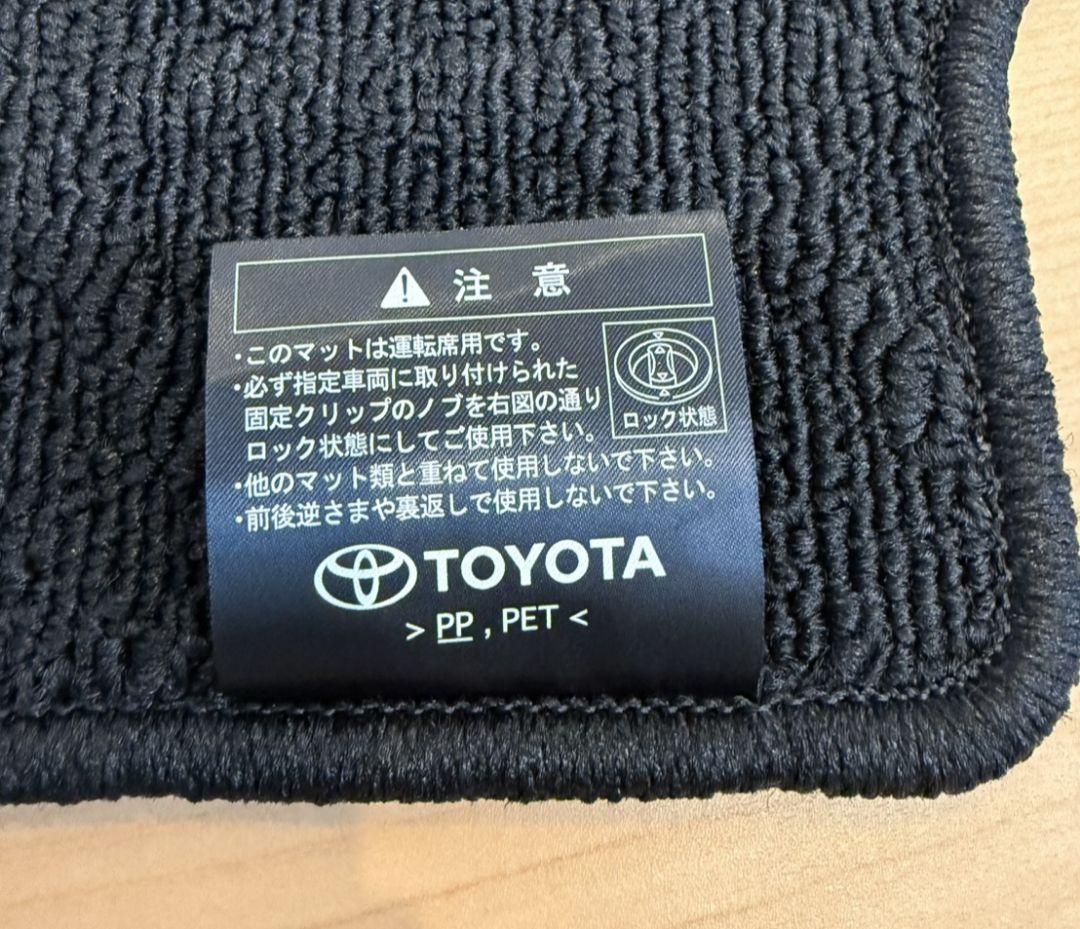 注 意
・このマットは運転席用です。
・必ず指定車両に取り付けられた
固定クリップのノブを右図の通り
ロック状態にしてご使用下さい。
ロック状態
・他のマット類と重ねて使用しないで下さい。
・前後逆さまや裏返しで使用しないで下さい。
TOYOTA
> PP , PET <